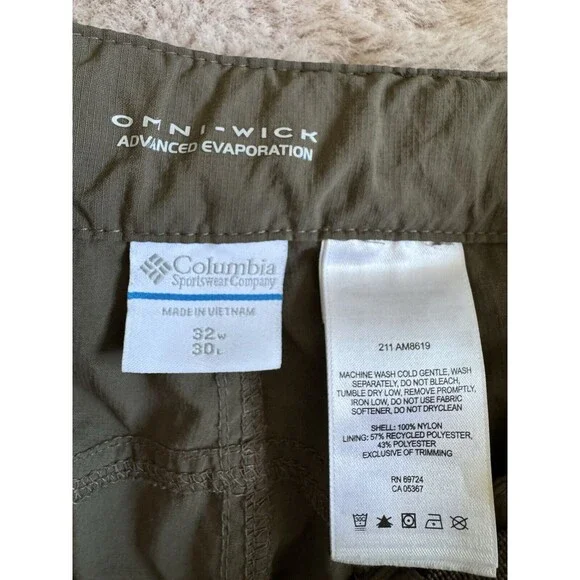 OMNI-WICK
ADVANCED EVAPORATION
Columbia
Sportswear Company
MADE IN VIETNAM
32W
30L
211 AM8619
MACHINE WASH COLD GENTLE, WASH
SEPARATELY, DO NOT BLEACH,
TUMBLE DRY LOW, REMOVE PROMPTLY,
IRON LOW, DO NOT USE FABRIC
SOFTENER, DO NOT DRYCLEAN
SHELL: 100% NYLON
LINING: 57% RECYCLED POLYESTER,
43% POLYESTER
EXCLUSIVE OF TRIMMING
RN 69724
CA 05367